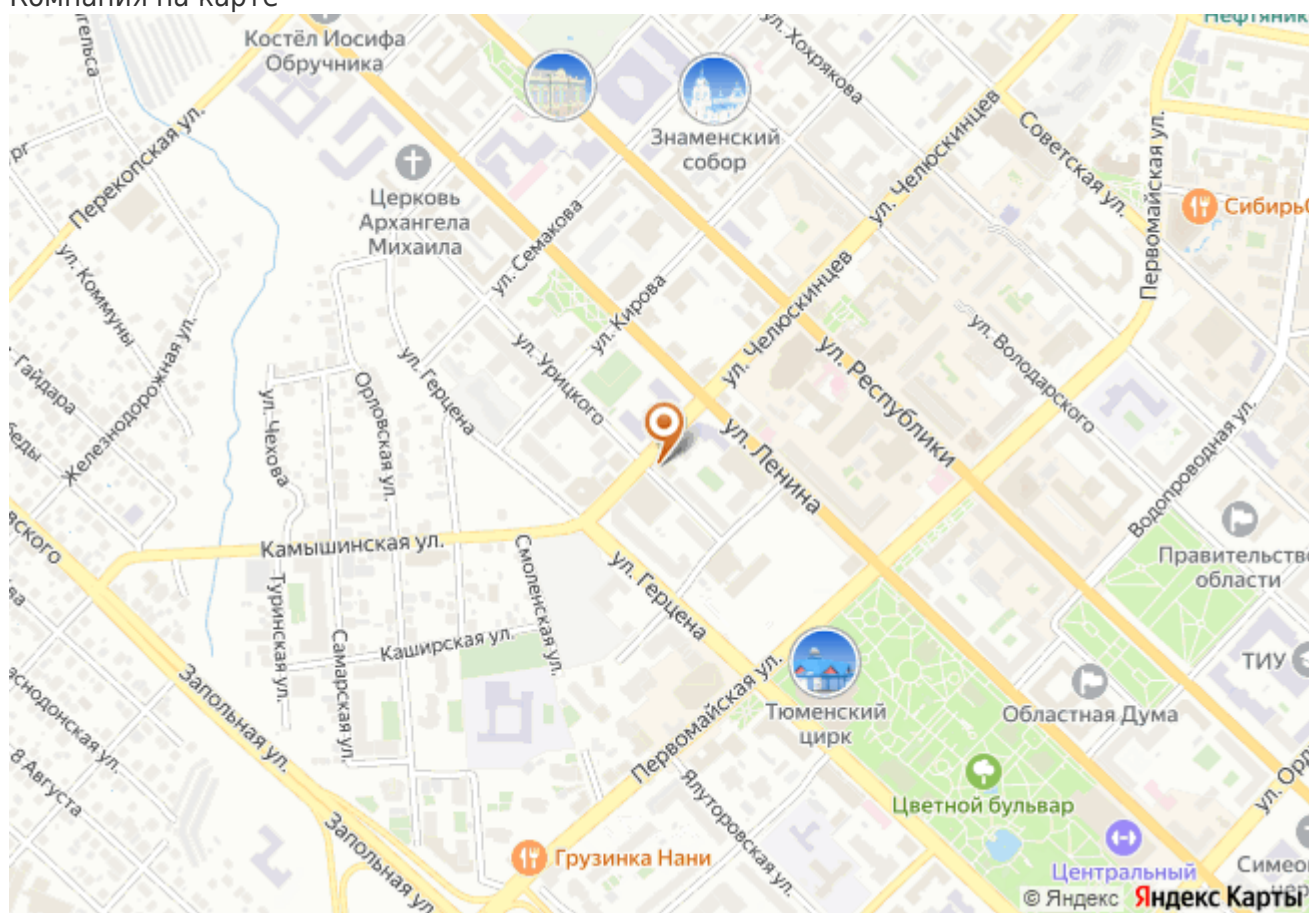 Компания на карте
Нефтяник
Костёл Иосифа
Обручника
ул. Хохрякова
Знаменский
собор
ул. Челюскинцев
Советская ул.
Первомайская ул.
Перекопская ул.
Церковь
Архангела
Михаила
ул. Семакова
Сибирь
ул. Коммуны
ул. Кирова
ул. Челюскинцев
ул. Володарского
Гайдара
Железнодорожная ул.
ул. Герцена
ул. Урицкого
ул. Республики
Орловская ул.
ул. Чехова
ул. Ленина
Водопроводная ул.
Правительство
области
Камышинская ул.
Смоленская ул.
ул. Герцена
Туринская ул.
Самарская ул.
Каширская ул.
ТИУ
Запольная ул.
Первомайская ул.
Тюменский
цирк
Областная Дума
8 Августа
Ялуторовская ул.
Цветной бульвар
Запольная ул.
Грузинка Нани
Центральный
© Яндекс Яндекс Карты